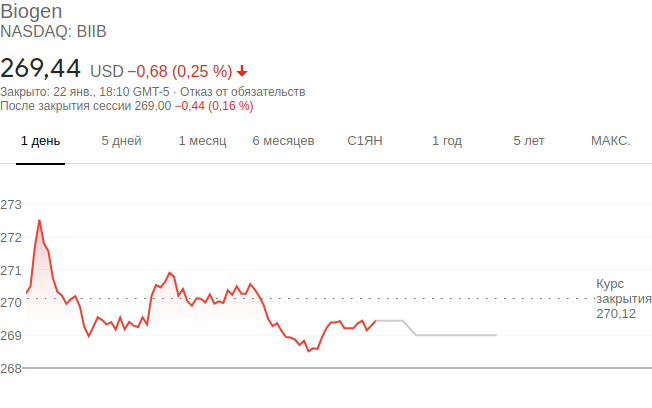 Biogen
NASDAQ: BIIB
269,44 USD −0,68 (0,25 %)
Закрыто: 22 янв., 18:10 GMT-5 · Отказ от обязательств
После закрытия сессии 269,00 −0,44 (0,16 %)
1 день 5 дней 1 месяц 6 месяцев С1ЯН 1 год 5 лет МАКС.
273
272
271
270
269
268
Курс
закрытия
270,12